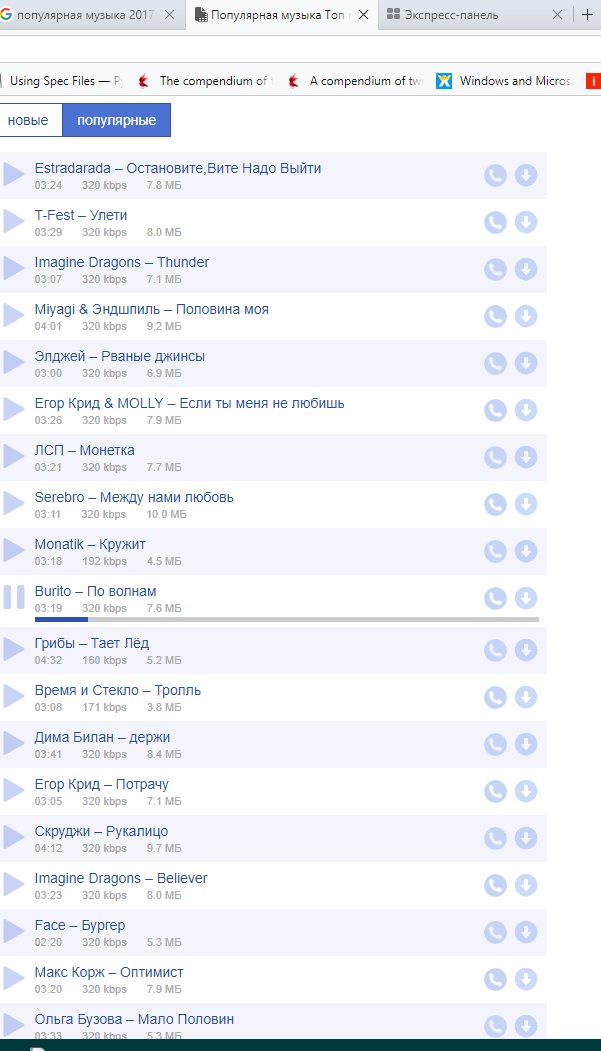 популярная музыка 2017
Популярная музыка Топ
Экспресс-панель
Using Spec Files — P
The compendium of
A compendium of tw
Windows and Micros
новые
популярные
Estradarada – Остановите,Вите Надо Выйти
03:24 320 kbps 7.8 МБ
T-Fest – Улети
03:29 320 kbps 8.0 МБ
Imagine Dragons – Thunder
03:07 320 kbps 7.1 МБ
Miyagi & Эндшпиль – Половина моя
04:01 320 kbps 9.2 МБ
Элджей – Рваные джинсы
03:00 320 kbps 6.9 МБ
Егор Крид & MOLLY – Если ты меня не любишь
03:26 320 kbps 7.9 МБ
ЛСП – Монетка
03:21 320 kbps 7.7 МБ
Serebro – Между нами любовь
03:11 320 kbps 10.0 МБ
Monatik – Кружит
03:18 192 kbps 4.5 МБ
Burito – По волнам
03:19 320 kbps 7.6 МБ
Грибы – Тает Лёд
04:32 160 kbps 5.2 МБ
Время и Стекло – Тролль
03:08 171 kbps 3.8 МБ
Дима Билан – держи
03:41 320 kbps 8.4 МБ
Егор Крид – Потрачу
03:05 320 kbps 7.1 МБ
Скруджи – Рукалицо
04:12 320 kbps 9.7 МБ
Imagine Dragons – Believer
03:23 320 kbps 8.0 МБ
Face – Бургер
02:20 320 kbps 5.3 МБ
Макс Корж – Оптимист
03:20 320 kbps 7.9 МБ
Ольга Бузова – Мало Половин
03:33 320 kbps 5.3 МБ